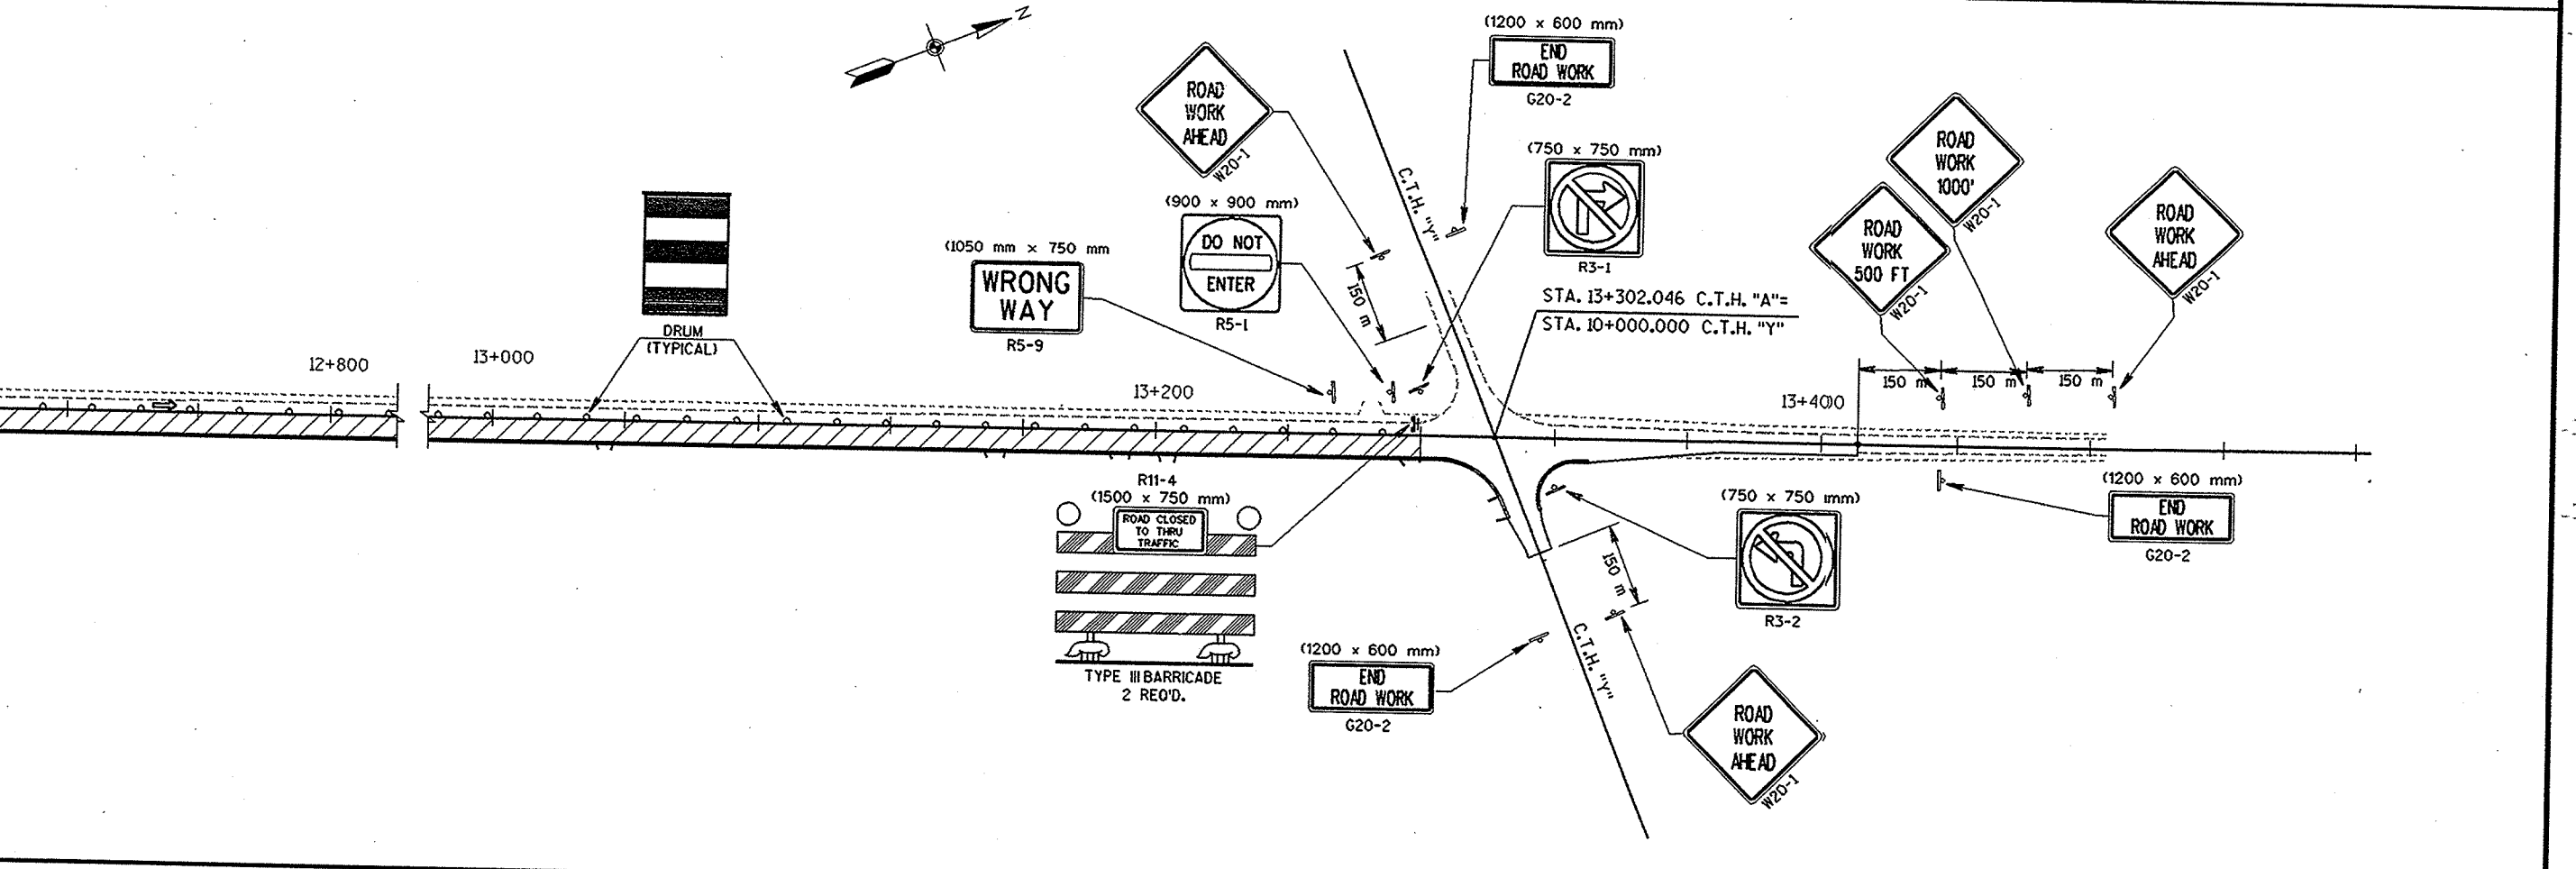 N
(1200 x 600 mm)
END
ROAD WORK
G20-2
ROAD
WORK
AHEAD
W20-1
C.T.H. "Y"
(750 x 750 mm)
R3-1
(900 x 900 mm)
DO NOT
ENTER
R5-1
(1050 mm x 750 mm
WRONG
WAY
R5-9
150 m
STA. 13+302.046 C.T.H. "A"=
STA. 10+000.000 C.T.H. "Y"
ROAD
WORK
1000'
W20-1
ROAD
WORK
500 FT
W20-1
ROAD
WORK
AHEAD
W20-1
DRUM
(TYPICAL)
12+800
13+000
13+200
13+400
150 m
150 m
150 m
R11-4
(1500 x 750 mm)
ROAD CLOSED
TO THRU
TRAFFIC
TYPE III BARRICADE
2 REQ'D.
(750 x 750 mm)
R3-2
(1200 x 600 mm)
END
ROAD WORK
G20-2
150 m
(1200 x 600 mm)
END
ROAD WORK
G20-2
C.T.H. "Y"
ROAD
WORK
AHEAD
W20-1